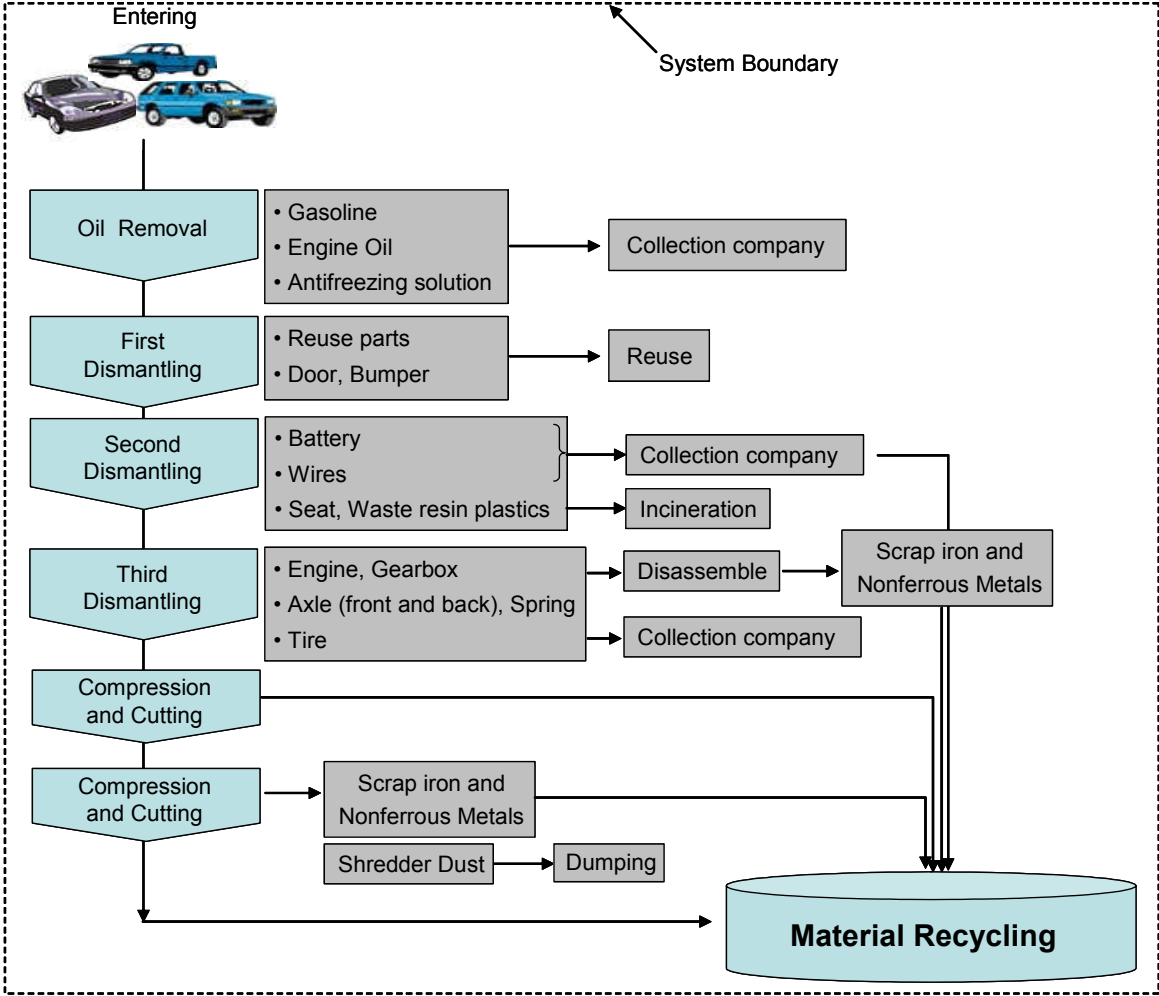 Entering
System Boundary
Oil Removal
• Gasoline
• Engine Oil
• Antifreezing solution
Collection company
First
Dismantling
• Reuse parts
• Door, Bumper
Reuse
Second
Dismantling
• Battery
• Wires
• Seat, Waste resin plastics
Collection company
Incineration
Third
Dismantling
• Engine, Gearbox
• Axle (front and back), Spring
• Tire
Disassemble
Collection company
Scrap iron and
Nonferrous Metals
Compression
and Cutting
Compression
and Cutting
Scrap iron and
Nonferrous Metals
Shredder Dust
Dumping
Material Recycling